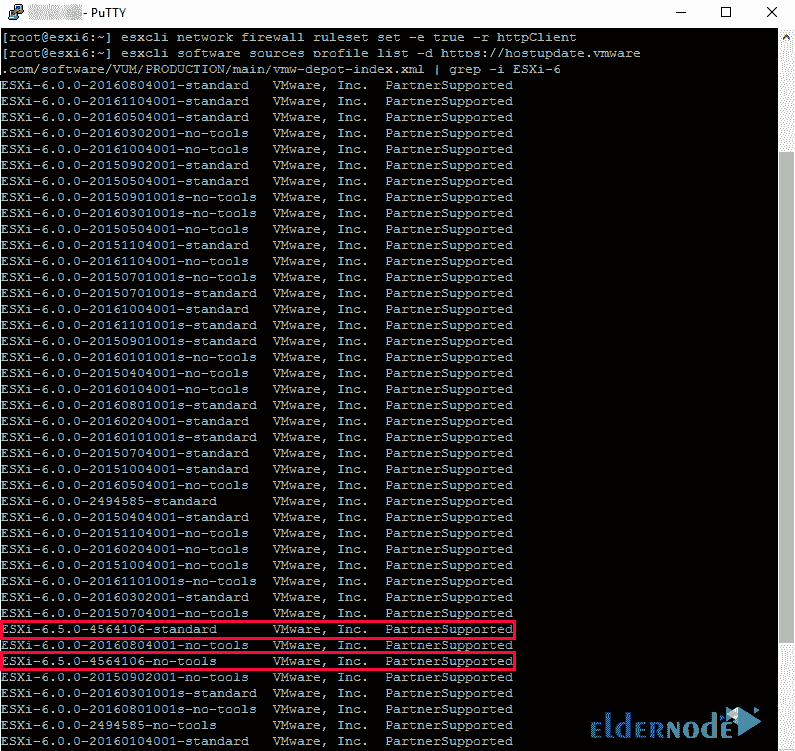 - PuTTY
[root@esxi6:~] esxcli network firewall ruleset set -e true -r httpClient
[root@esxi6:~] esxcli software sources profile list -d https://hostupdate.vmware
.com/software/VUM/PRODUCTION/main/vmw-depot-index.xml | grep -i ESXi-6
ESXi-6.0.0-20160804001-standard VMware, Inc. PartnerSupported
ESXi-6.0.0-20161104001-standard VMware, Inc. PartnerSupported
ESXi-6.0.0-20160504001-standard VMware, Inc. PartnerSupported
ESXi-6.0.0-20160302001-no-tools VMware, Inc. PartnerSupported
ESXi-6.0.0-20161004001-no-tools VMware, Inc. PartnerSupported
ESXi-6.0.0-20150902001-standard VMware, Inc. PartnerSupported
ESXi-6.0.0-20150504001-standard VMware, Inc. PartnerSupported
ESXi-6.0.0-20150901001s-no-tools VMware, Inc. PartnerSupported
ESXi-6.0.0-20160301001s-no-tools VMware, Inc. PartnerSupported
ESXi-6.0.0-20150504001-no-tools VMware, Inc. PartnerSupported
ESXi-6.0.0-20151104001-standard VMware, Inc. PartnerSupported
ESXi-6.0.0-20161104001-no-tools VMware, Inc. PartnerSupported
ESXi-6.0.0-20150701001s-no-tools VMware, Inc. PartnerSupported
ESXi-6.0.0-20150701001s-standard VMware, Inc. PartnerSupported
ESXi-6.0.0-20161004001-standard VMware, Inc. PartnerSupported
ESXi-6.0.0-20161101001s-standard VMware, Inc. PartnerSupported
ESXi-6.0.0-20150901001s-standard VMware, Inc. PartnerSupported
ESXi-6.0.0-20160101001s-no-tools VMware, Inc. PartnerSupported
ESXi-6.0.0-20150404001-no-tools VMware, Inc. PartnerSupported
ESXi-6.0.0-20160104001-no-tools VMware, Inc. PartnerSupported
ESXi-6.0.0-20160801001s-standard VMware, Inc. PartnerSupported
ESXi-6.0.0-20160204001-standard VMware, Inc. PartnerSupported
ESXi-6.0.0-20160101001s-standard VMware, Inc. PartnerSupported
ESXi-6.0.0-20150704001-standard VMware, Inc. PartnerSupported
ESXi-6.0.0-20151004001-standard VMware, Inc. PartnerSupported
ESXi-6.0.0-20160504001-no-tools VMware, Inc. PartnerSupported
ESXi-6.0.0-2494585-standard VMware, Inc. PartnerSupported
ESXi-6.0.0-20150404001-standard VMware, Inc. PartnerSupported
ESXi-6.0.0-20151104001-no-tools VMware, Inc. PartnerSupported
ESXi-6.0.0-20160204001-no-tools VMware, Inc. PartnerSupported
ESXi-6.0.0-20151004001-no-tools VMware, Inc. PartnerSupported
ESXi-6.0.0-20161101001s-no-tools VMware, Inc. PartnerSupported
ESXi-6.0.0-20160302001-standard VMware, Inc. PartnerSupported
ESXi-6.0.0-20150704001-no-tools VMware, Inc. PartnerSupported
ESXi-6.5.0-4564106-standard VMware, Inc. PartnerSupported
ESXi-6.0.0-20160804001-no-tools VMware, Inc. PartnerSupported
ESXi-6.5.0-4564106-no-tools VMware, Inc. PartnerSupported
ESXi-6.0.0-20150902001-no-tools VMware, Inc. PartnerSupported
ESXi-6.0.0-20160301001s-standard VMware, Inc. PartnerSupported
ESXi-6.0.0-20160801001s-no-tools VMware, Inc. PartnerSupported
ESXi-6.0.0-2494585-no-tools VMware, Inc. PartnerSupported
ESXi-6.0.0-20160104001-standard VMware, Inc. PartnerSupported
ELDERNODE